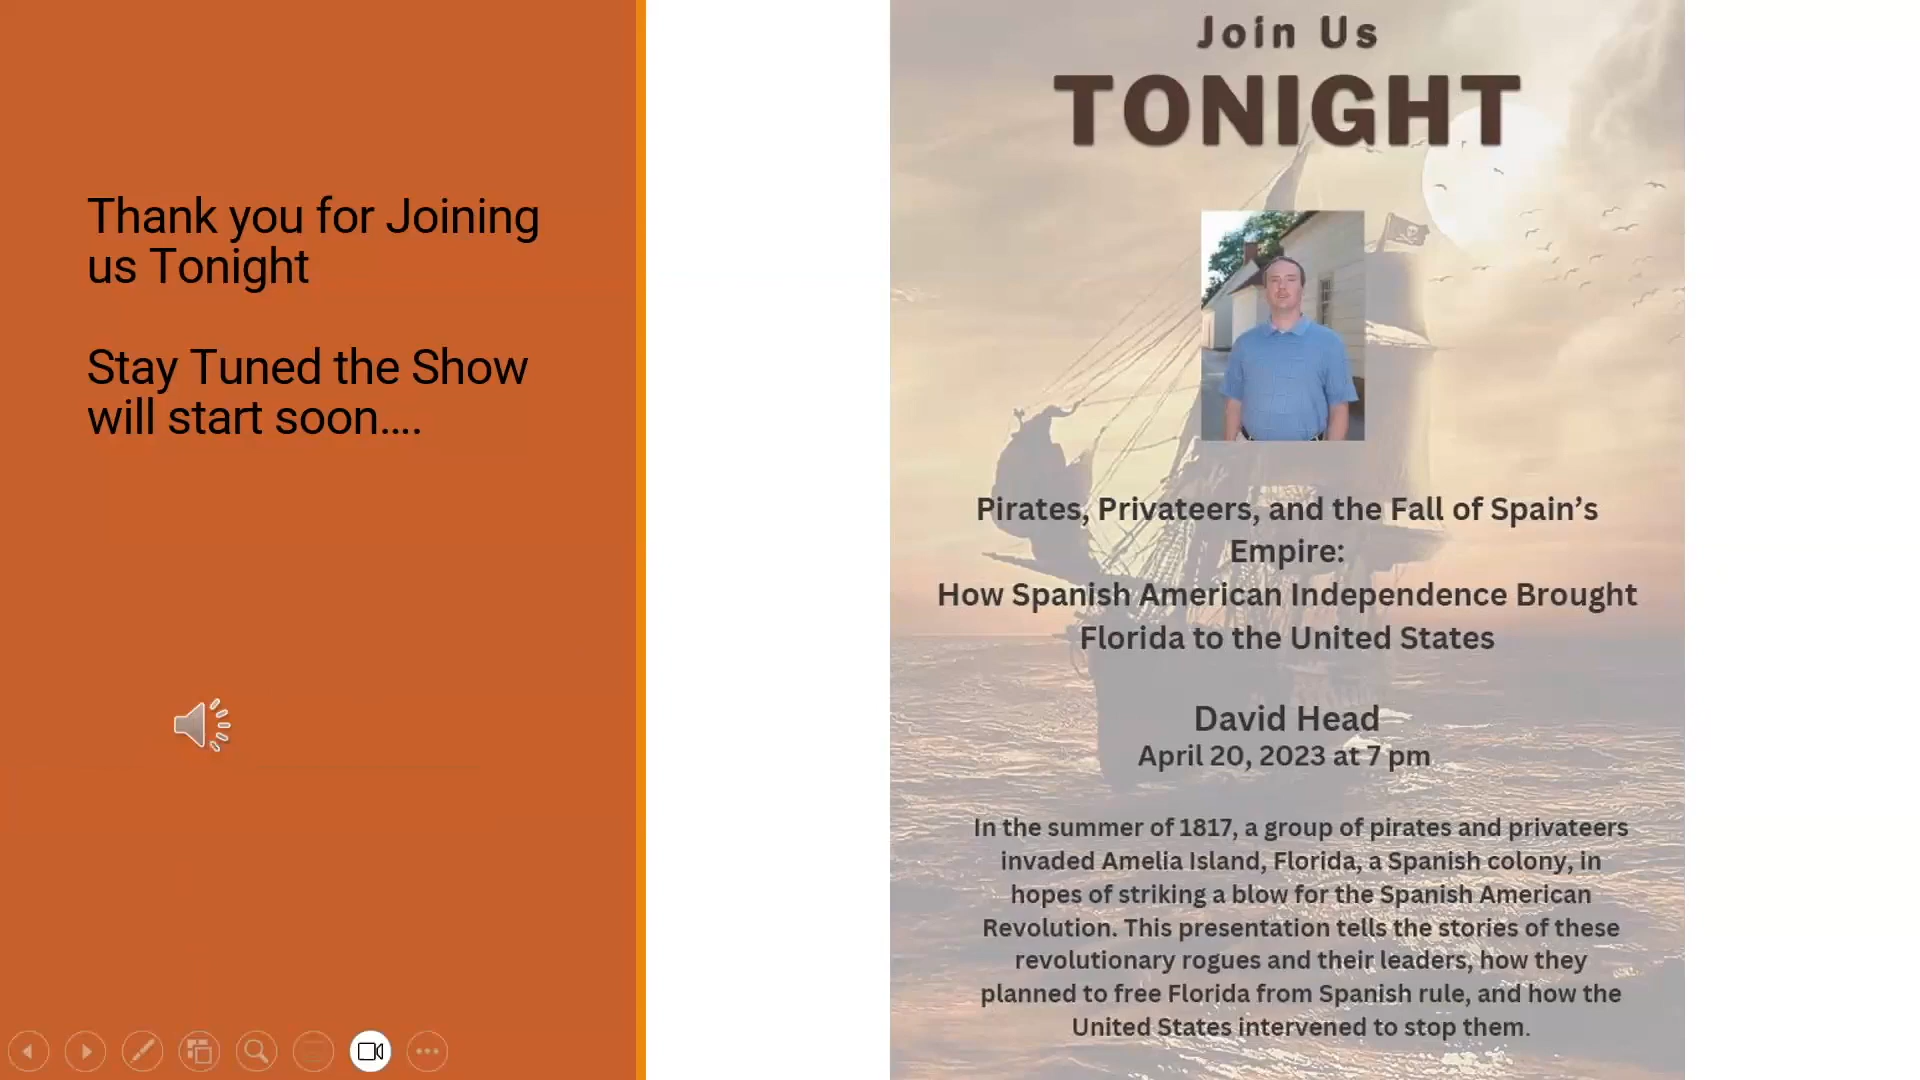 Thank you for Joining
us Tonight
Stay Tuned the Show
will start soon….
Join Us
TONIGHT
Pirates, Privateers, and the Fall of Spain’s
Empire:
How Spanish American Independence Brought
Florida to the United States
David Head
April 20, 2023 at 7 pm
In the summer of 1817, a group of pirates and privateers
invaded Amelia Island, Florida, a Spanish colony, in
hopes of striking a blow for the Spanish American
Revolution. This presentation tells the stories of these
revolutionary rogues and their leaders, how they
planned to free Florida from Spanish rule, and how the
United States intervened to stop them.